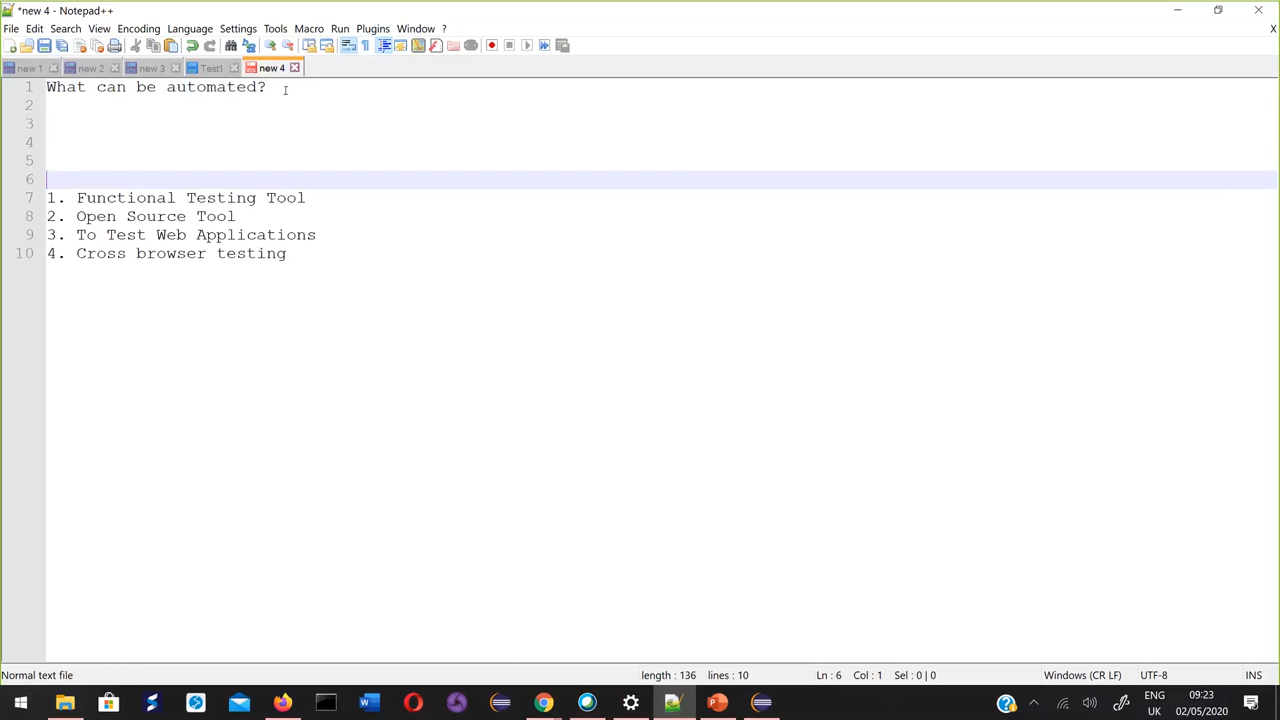 *new 4 - Notepad++
File Edit Search View Encoding Language Settings Tools Macro Run Plugins Window ? X
new 1 new 2 new 3 Test1 new 4
1 What can be automated?
2
3
4
5
6
7 1. Functional Testing Tool
8 2. Open Source Tool
9 3. To Test Web Applications
10 4. Cross browser testing
Normal text file length : 136 lines : 10 Ln : 6 Col : 1 Sel : 0 | 0 Windows (CR LF) UTF-8 INS
ENG 09:23
UK 02/05/2020